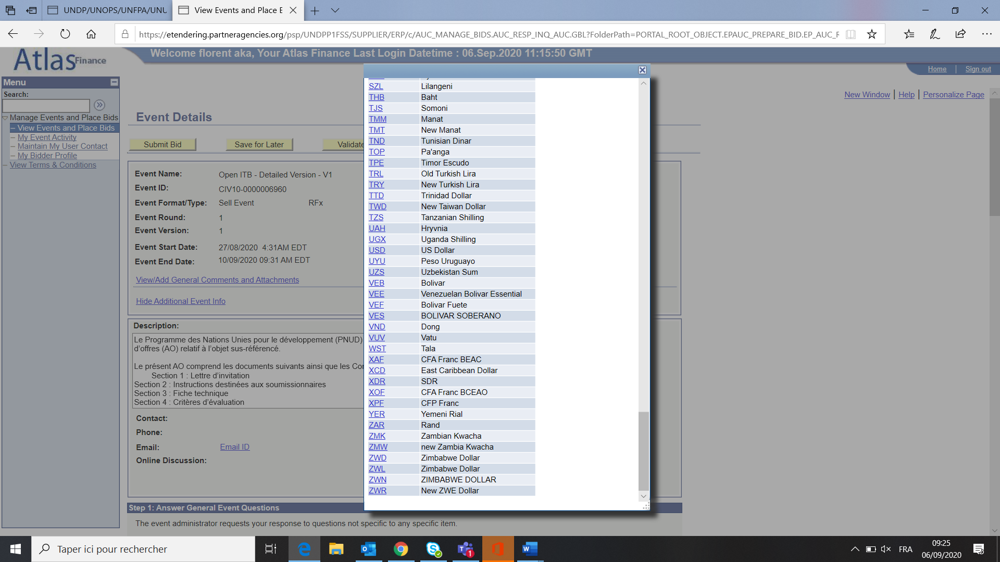 UNDP/UNOPS/UNFPA/UNU
View Events and Place E
https://etendering.partneragencies.org/psp/UNDPP1FSS/SUPPLIER/ERP/c/AUC_MANAGE_BIDS.AUC_RESP_INQ_AUC.GBL?FolderPath=PORTAL_ROOT_OBJECT.EPAUC_PREPARE_BID.EP_AUC_R
Atlas Finance
Welcome florent aka, Your Atlas Finance Last Login Datetime : 06.Sep.2020 11:15:50 GMT
Home
Sign out
Menu
Search:
Manage Events and Place Bids
– View Events and Place Bids
– My Event Activity
– Maintain My User Contact
– My Bidder Profile
– View Terms & Conditions
New Window | Help | Personalize Page
Event Details
Submit Bid
Save for Later
Validate
Event Name: Open ITB - Detailed Version - V1
Event ID: CIV10-0000006960
Event Format/Type: Sell Event RFx
Event Round: 1
Event Version: 1
Event Start Date: 27/08/2020 4:31AM EDT
Event End Date: 10/09/2020 09:31 AM EDT
View/Add General Comments and Attachments
Hide Additional Event Info
Description:
Le Programme des Nations Unies pour le développement (PNUD)
d’offres (AO) relatif à l’objet sus-référencé.
Le présent AO comprend les documents suivants ainsi que les Cor
Section 1 : Lettre d’invitation
Section 2 : Instructions destinées aux soumissionnaires
Section 3 : Fiche technique
Section 4 : Critères d’évaluation
Contact:
Phone:
Email: Email ID
Online Discussion:
Step 1: Answer General Event Questions
The event administrator requests your response to questions not specific to any specific item.
SZL Lilangeni
THB Baht
TJS Somoni
TMM Manat
TMT New Manat
TND Tunisian Dinar
TOP Pa'anga
TPE Timor Escudo
TRL Old Turkish Lira
TRY New Turkish Lira
TTD Trinidad Dollar
TWD New Taiwan Dollar
TZS Tanzanian Shilling
UAH Hryvnia
UGX Uganda Shilling
USD US Dollar
UYU Peso Uruguayo
UZS Uzbekistan Sum
VEB Bolivar
VEE Venezuelan Bolivar Essential
VEF Bolivar Fuete
VES BOLIVAR SOBERANO
VND Dong
VUV Vatu
WST Tala
XAF CFA Franc BEAC
XCD East Caribbean Dollar
XDR SDR
XOF CFA Franc BCEAO
XPF CFP Franc
YER Yemeni Rial
ZAR Rand
ZMK Zambian Kwacha
ZMW new Zambia Kwacha
ZWD Zimbabwe Dollar
ZWL Zimbabwe Dollar
ZWN ZIMBABWE DOLLAR
ZWR New ZWE Dollar
Taper ici pour rechercher
1
FRA
09:25
06/09/2020